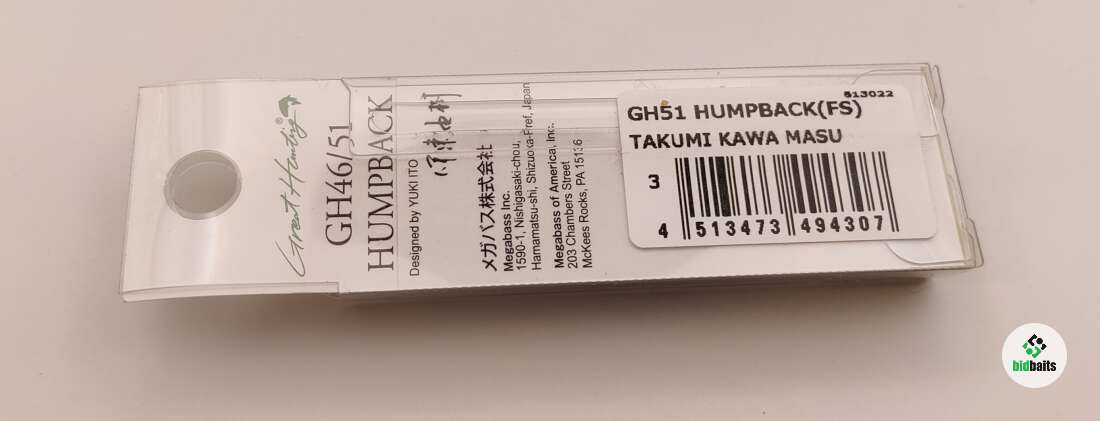 Great Hunting
GH46/51
HUMPBACK
Designed by YUKI ITO
メガバス株式会社
Megabass Inc.
1590-1, Nishigasaki-chou,
Hamamatsu-shi, Shizuoka-Pref, Japan
Megabass of America, Inc.
203 Chambers Street
McKees Rocks, PA 15136
813022
GH51 HUMPBACK(FS)
TAKUMI KAWA MASU
3
4 513473 494307
bidbaits